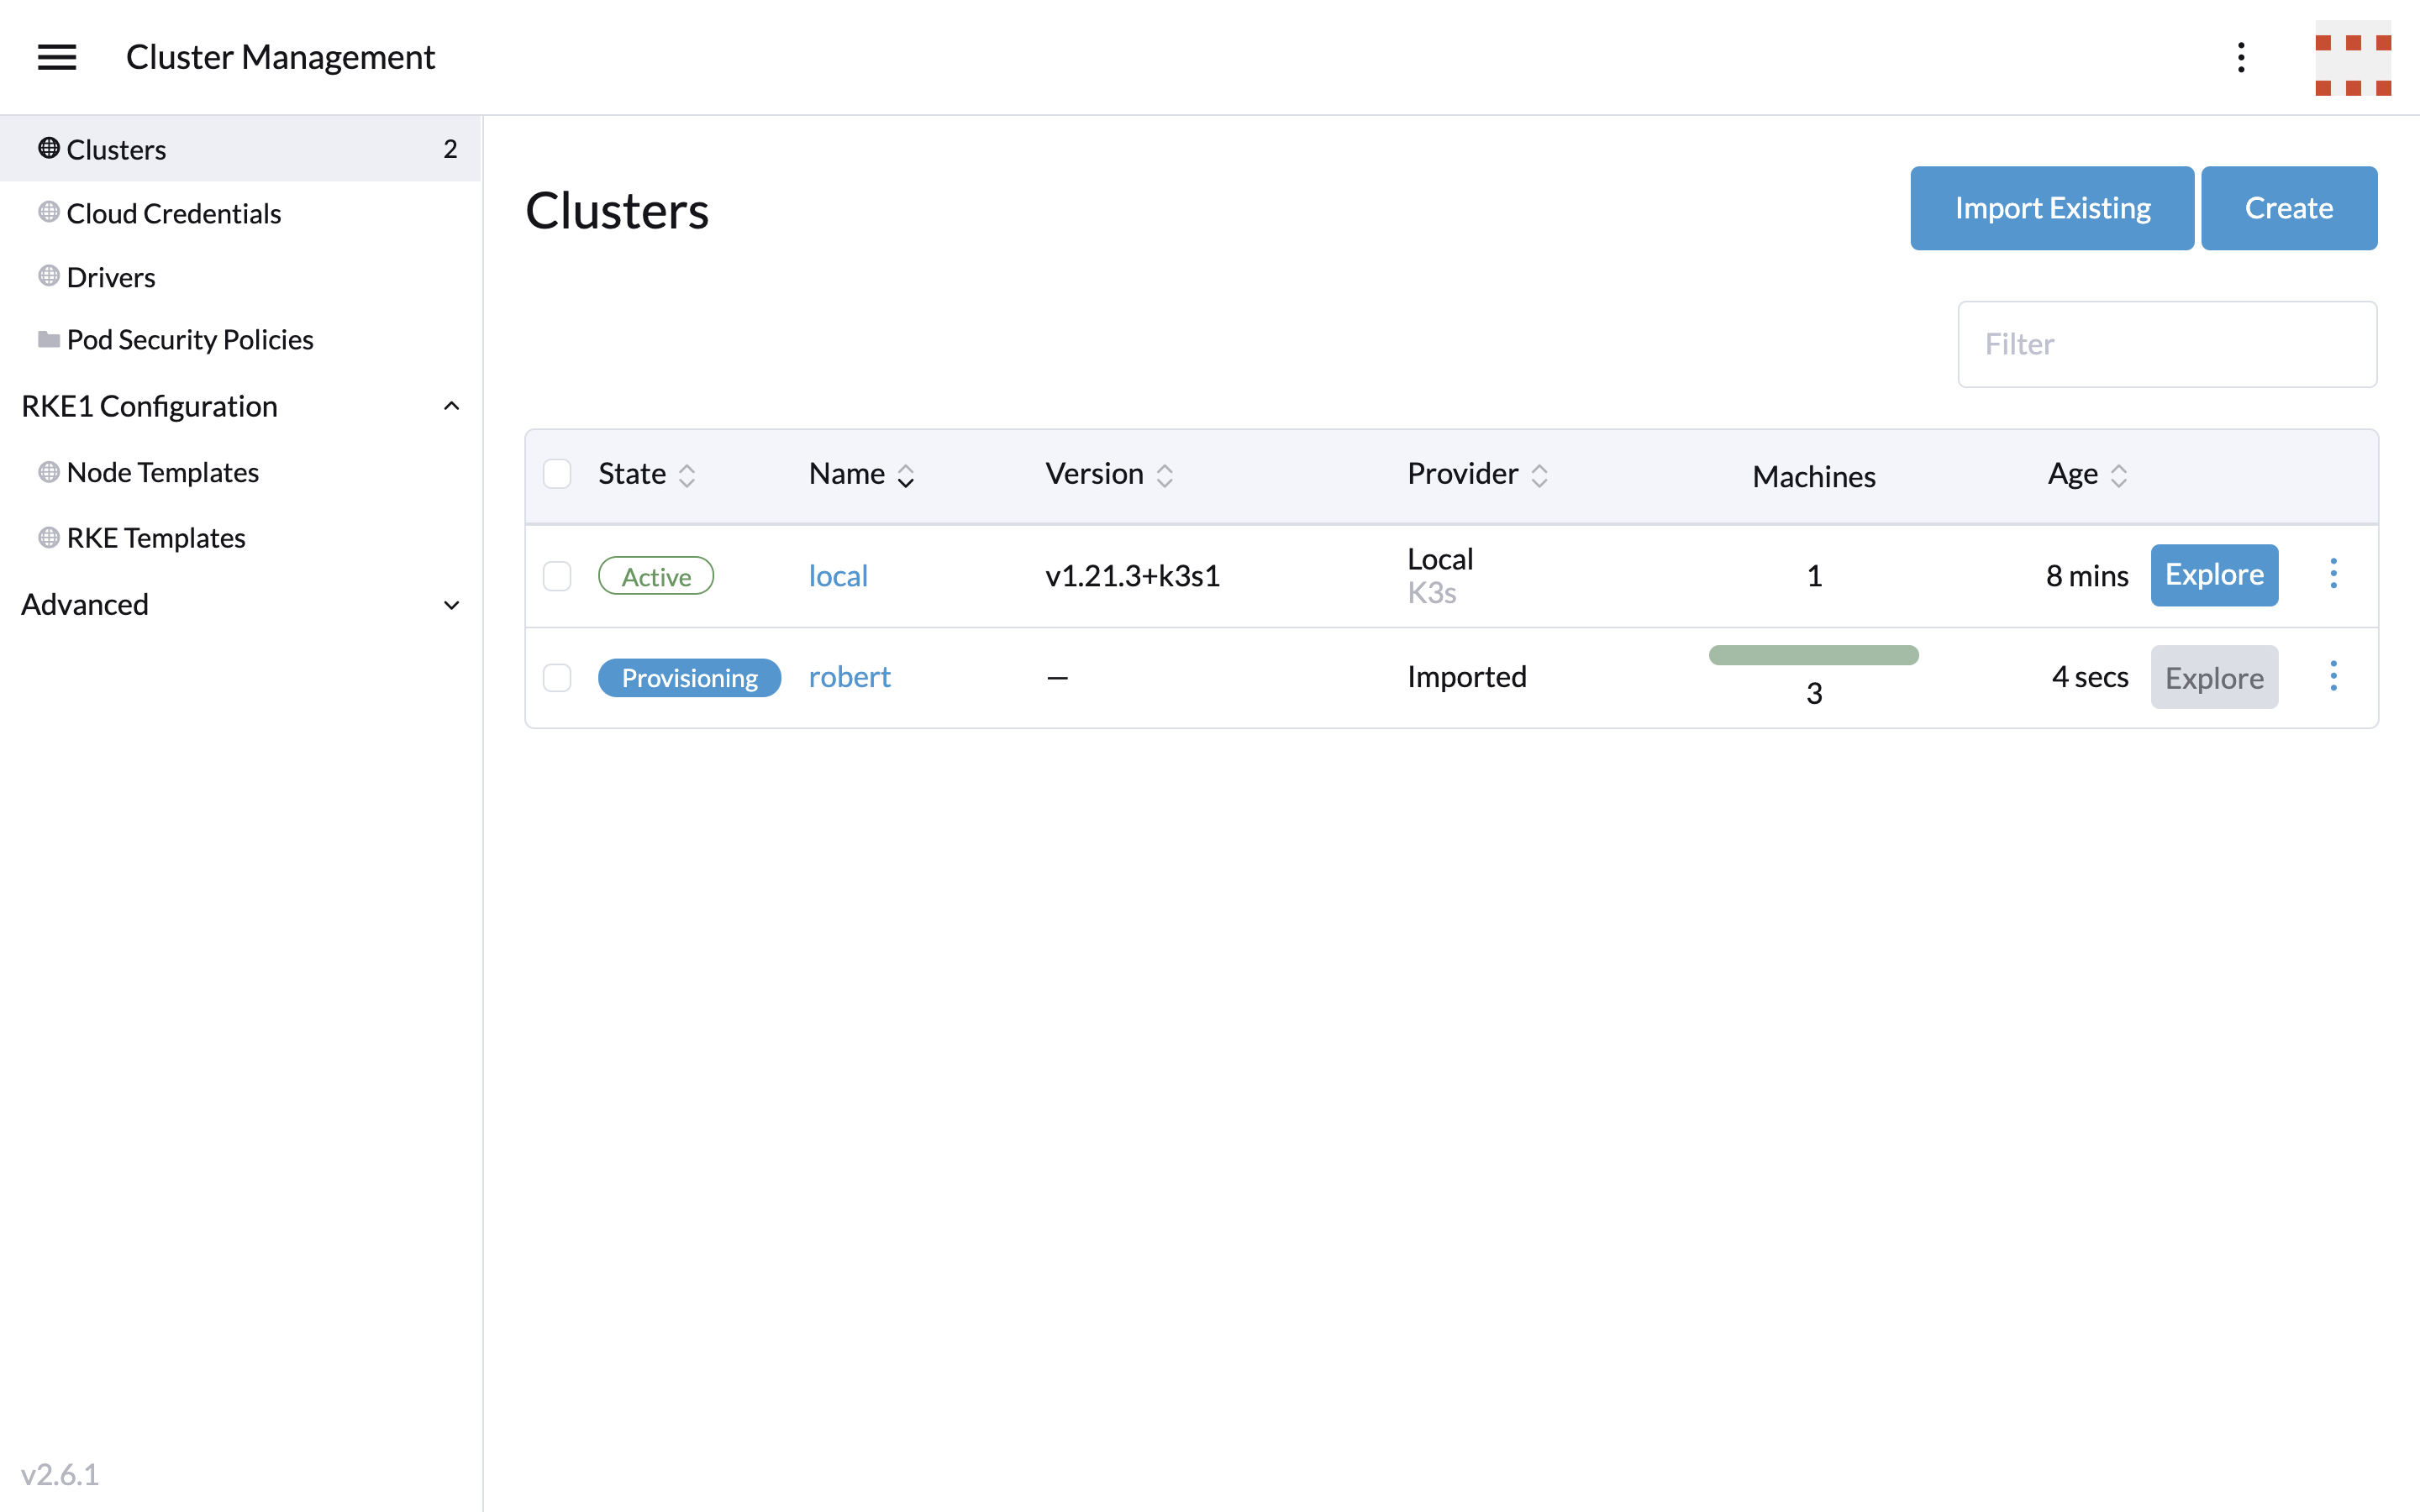 Cluster Management
Clusters 2
Cloud Credentials
Drivers
Pod Security Policies
RKE1 Configuration
Node Templates
RKE Templates
Advanced
v2.6.1
Clusters
Import Existing Create
Filter
State Name Version Provider Machines Age
Active local v1.21.3+k3s1 Local 1 8 mins Explore
K3s
Provisioning robert — Imported 3 4 secs Explore